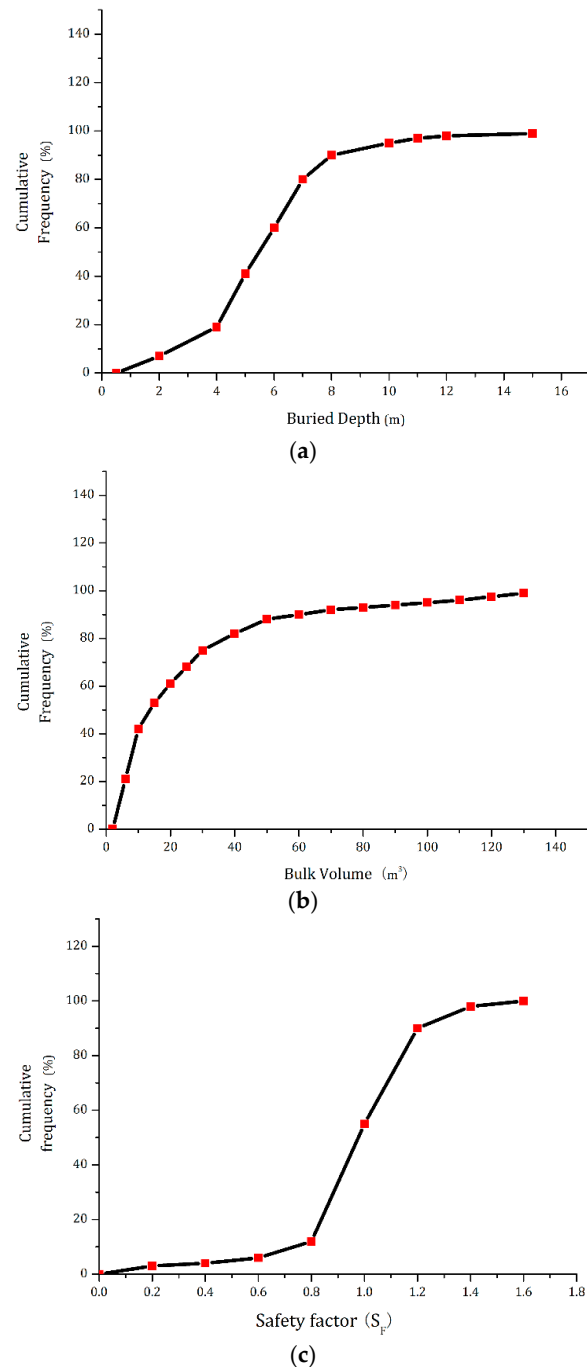 140
120
100
80
60
40
20
0
Cumulative
Frequency (%)
0 2 4 6 8 10 12 14 16
Buried Depth (m)
(a)
140
120
100
80
60
40
20
0
Cumulative
Frequency (%)
0 20 40 60 80 100 120 140
Bulk Volume (m³)
(b)
120
100
80
60
40
20
0
Cumulative
frequency (%)
0.0 0.2 0.4 0.6 0.8 1.0 1.2 1.4 1.6 1.8
Safety factor (S_F)
(c)